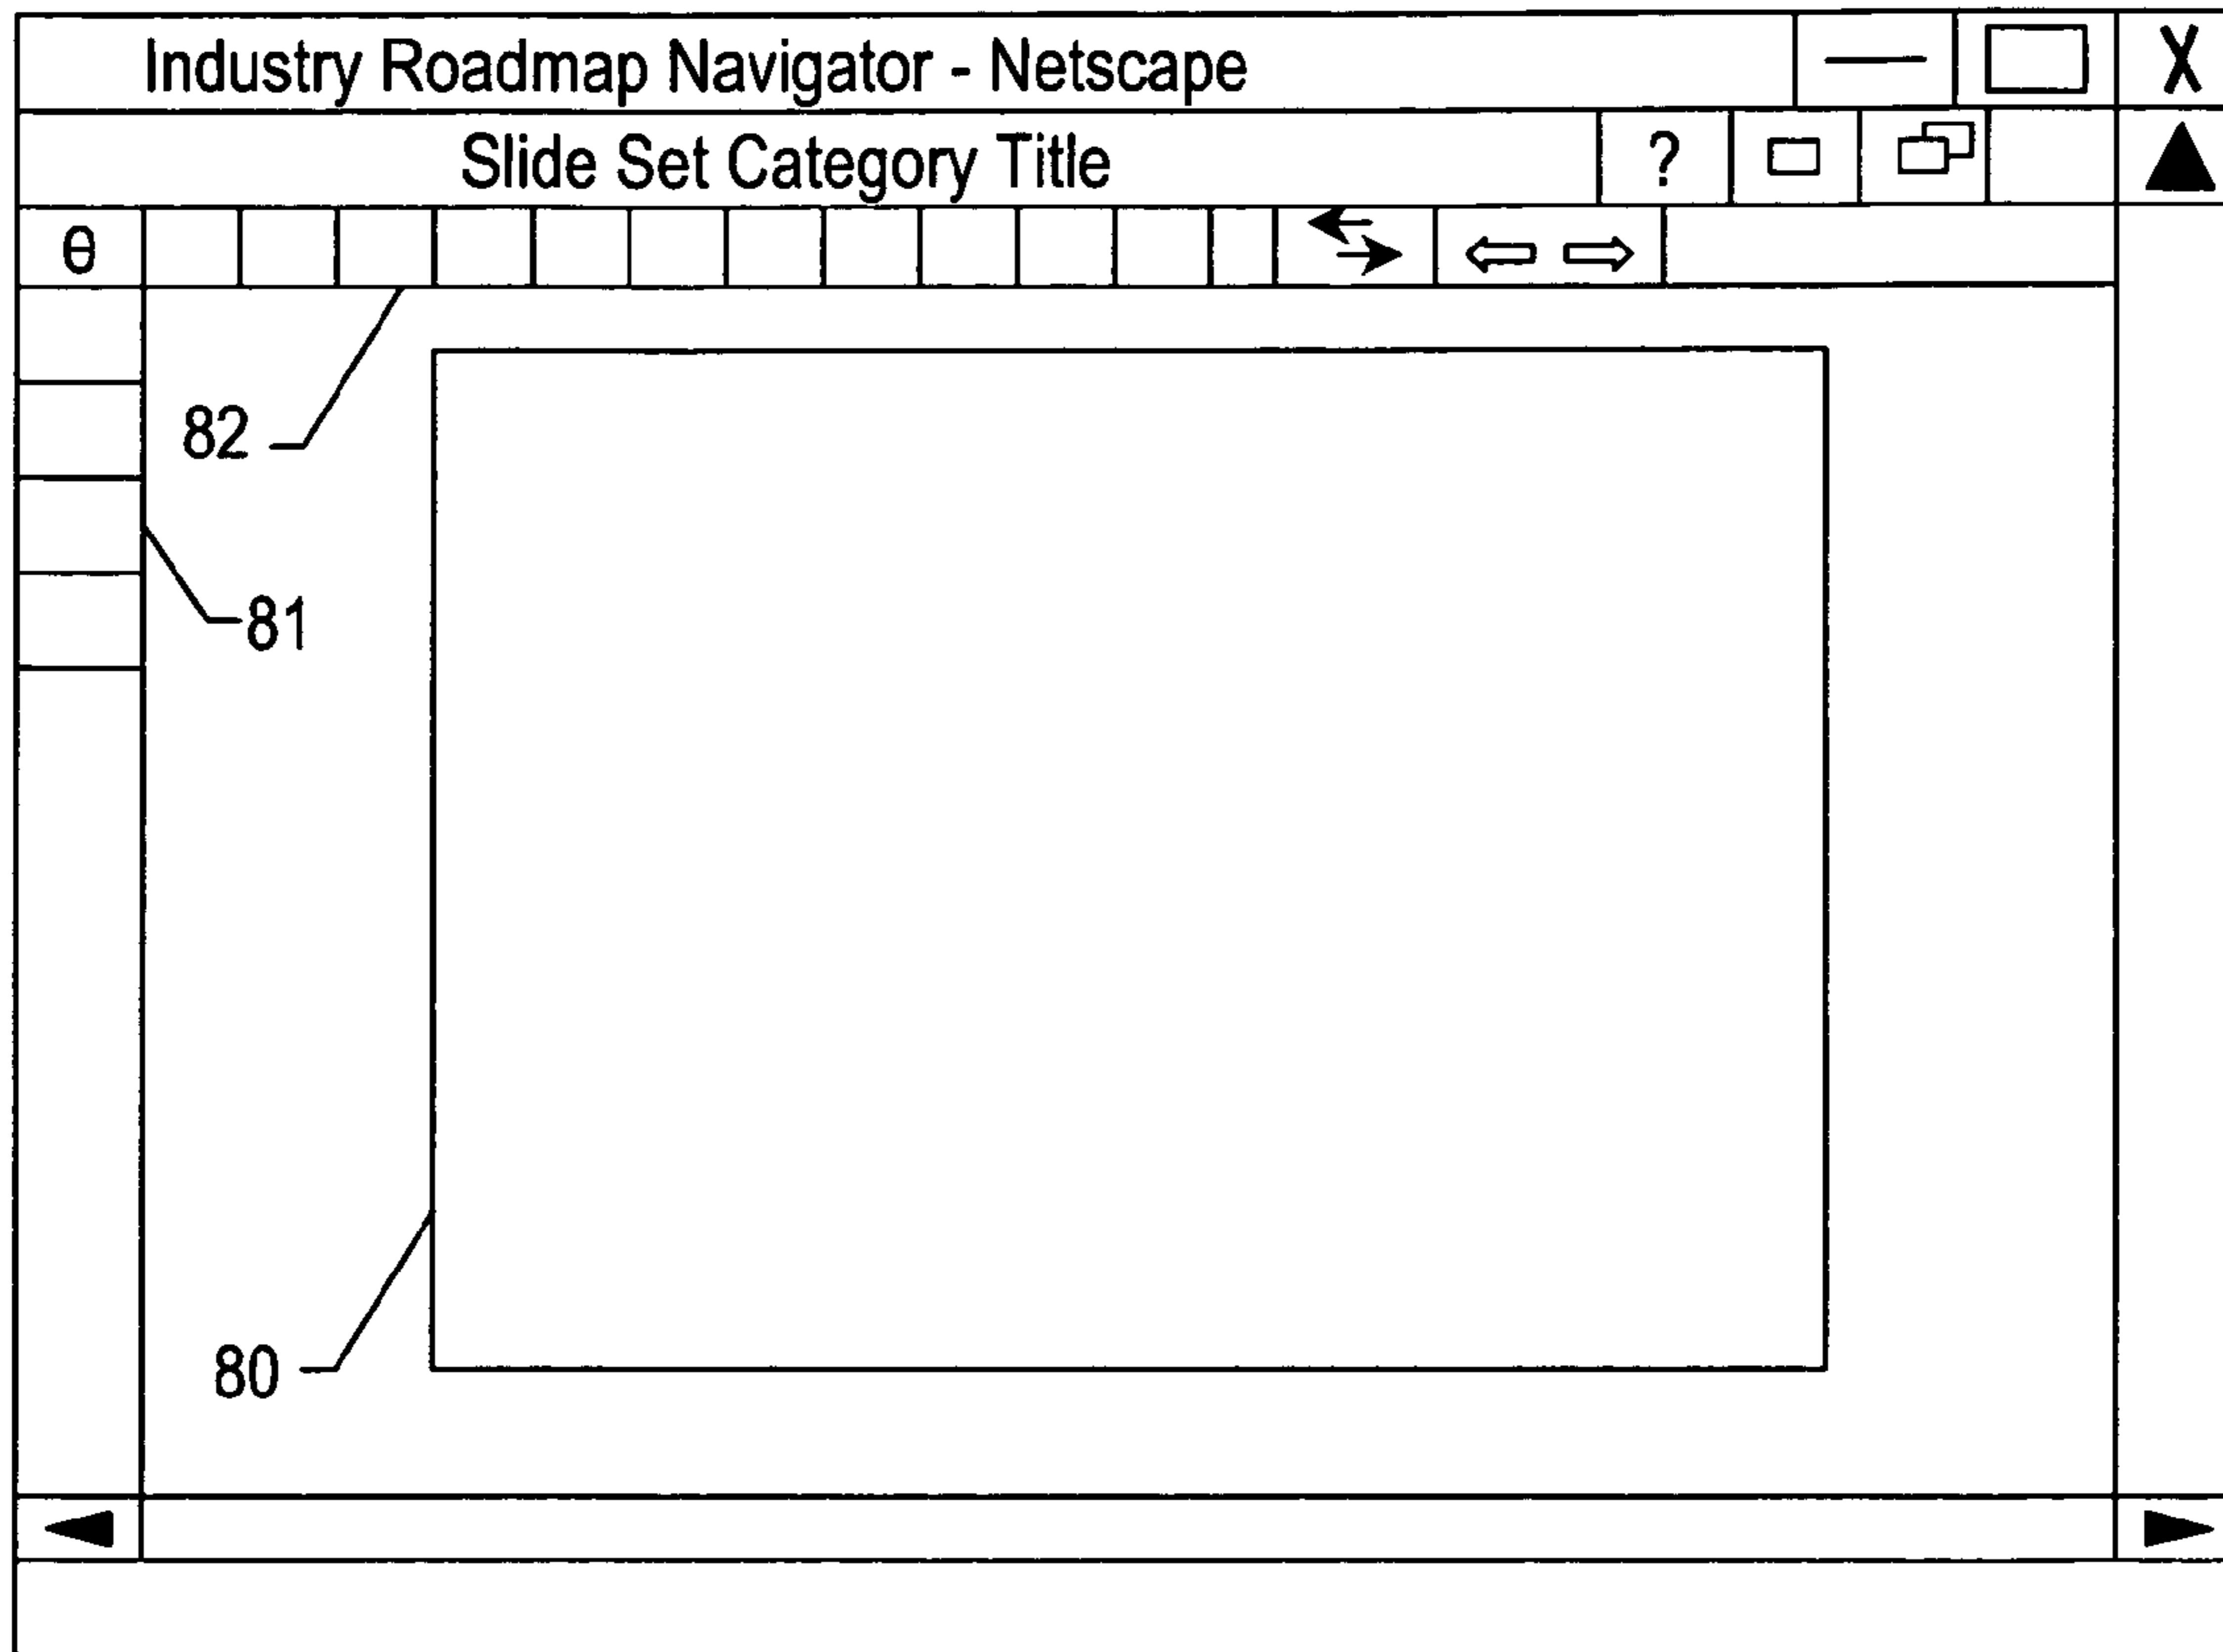 Industry Roadmap Navigator - Netscape X
Slide Set Category Title ?
θ
82
81
80